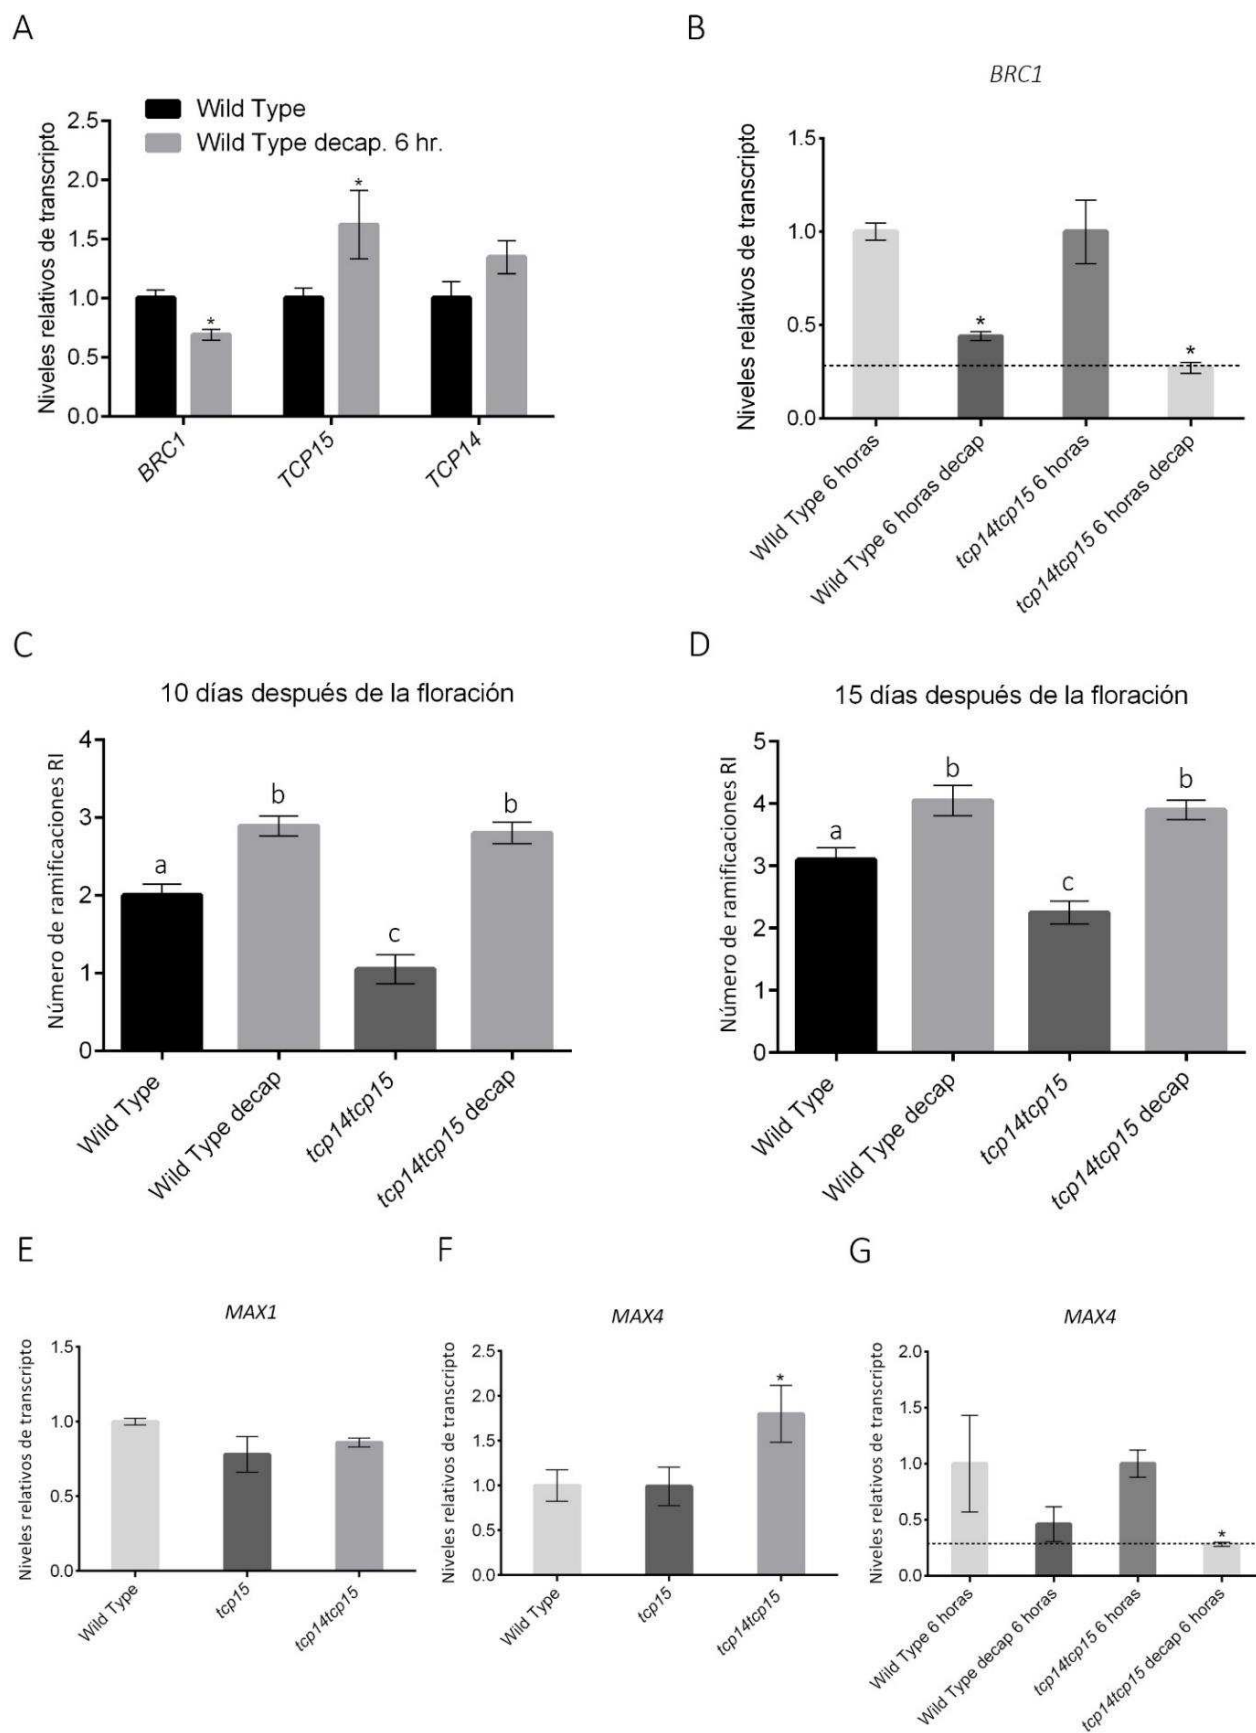 A
Wild Type
Wild Type decap. 6 hr.
Niveles relativos de transcripto
2.5
2.0
1.5
1.0
0.5
0.0
*
*
BRC1
TCP15
TCP14
B
BRC1
Niveles relativos de transcripto
1.5
1.0
0.5
0.0
*
*
WIld Type 6 horas
Wild Type 6 horas decap
tcp14tcp15 6 horas
tcp14tcp15 6 horas decap
C
10 días después de la floración
Número de ramificaciones RI
4
3
2
1
0
a
b
c
b
Wild Type
Wild Type decap
tcp14tcp15
tcp14tcp15 decap
D
15 días después de la floración
Número de ramificaciones RI
5
4
3
2
1
0
a
b
c
b
Wild Type
Wild Type decap
tcp14tcp15
tcp14tcp15 decap
E
MAX1
Niveles relativos de transcripto
1.5
1.0
0.5
0.0
Wild Type
tcp15
tcp14tcp15
F
MAX4
Niveles relativos de transcripto
2.5
2.0
1.5
1.0
0.5
0.0
*
Wild Type
tcp15
tcp14tcp15
G
MAX4
Niveles relativos de transcripto
2.0
1.5
1.0
0.5
0.0
*
Wild Type 6 horas
Wild Type decap 6 horas
tcp14tcp15 6 horas
tcp14tcp15 decap 6 horas